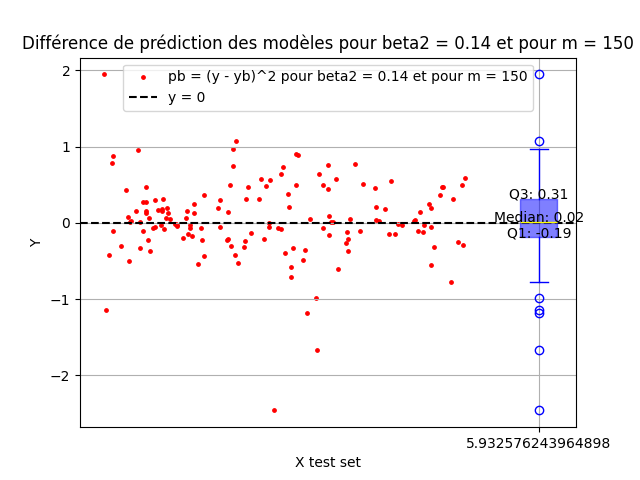 Différence de prédiction des modèles pour beta2 = 0.14 et pour m = 150
pb = (y - yb)^2 pour beta2 = 0.14 et pour m = 150
y = 0
2
1
0
−1
−2
Y
Q3: 0.31
Median: 0.02
Q1: -0.19
5.932576243964898
X test set